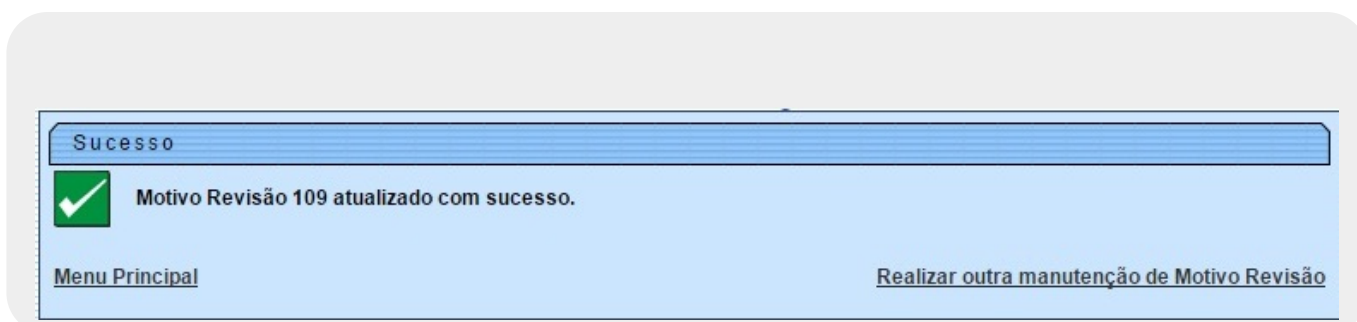 Sucesso
Motivo Revisão 109 atualizado com sucesso.
Menu Principal
Realizar outra manutenção de Motivo Revisão